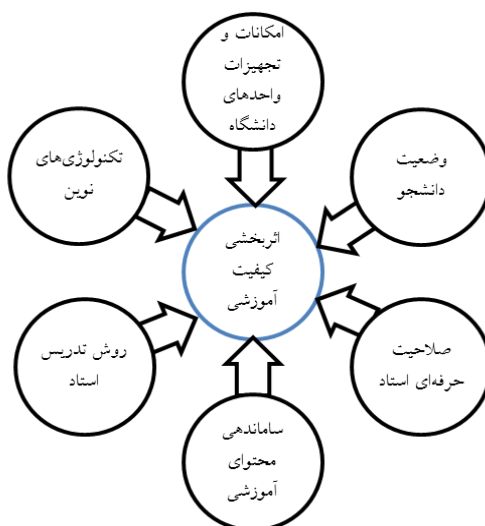 امکانات و
تجهیزات
واحدهای
دانشگاه
وضعیت
دانشجو
تکنولوژی‌های
نوین
اثربخشی
کیفیت
آموزشی
صلاحیت
حرفه‌ای استاد
روش تدریس
استاد
ساماندهی
محتوای
آموزشی